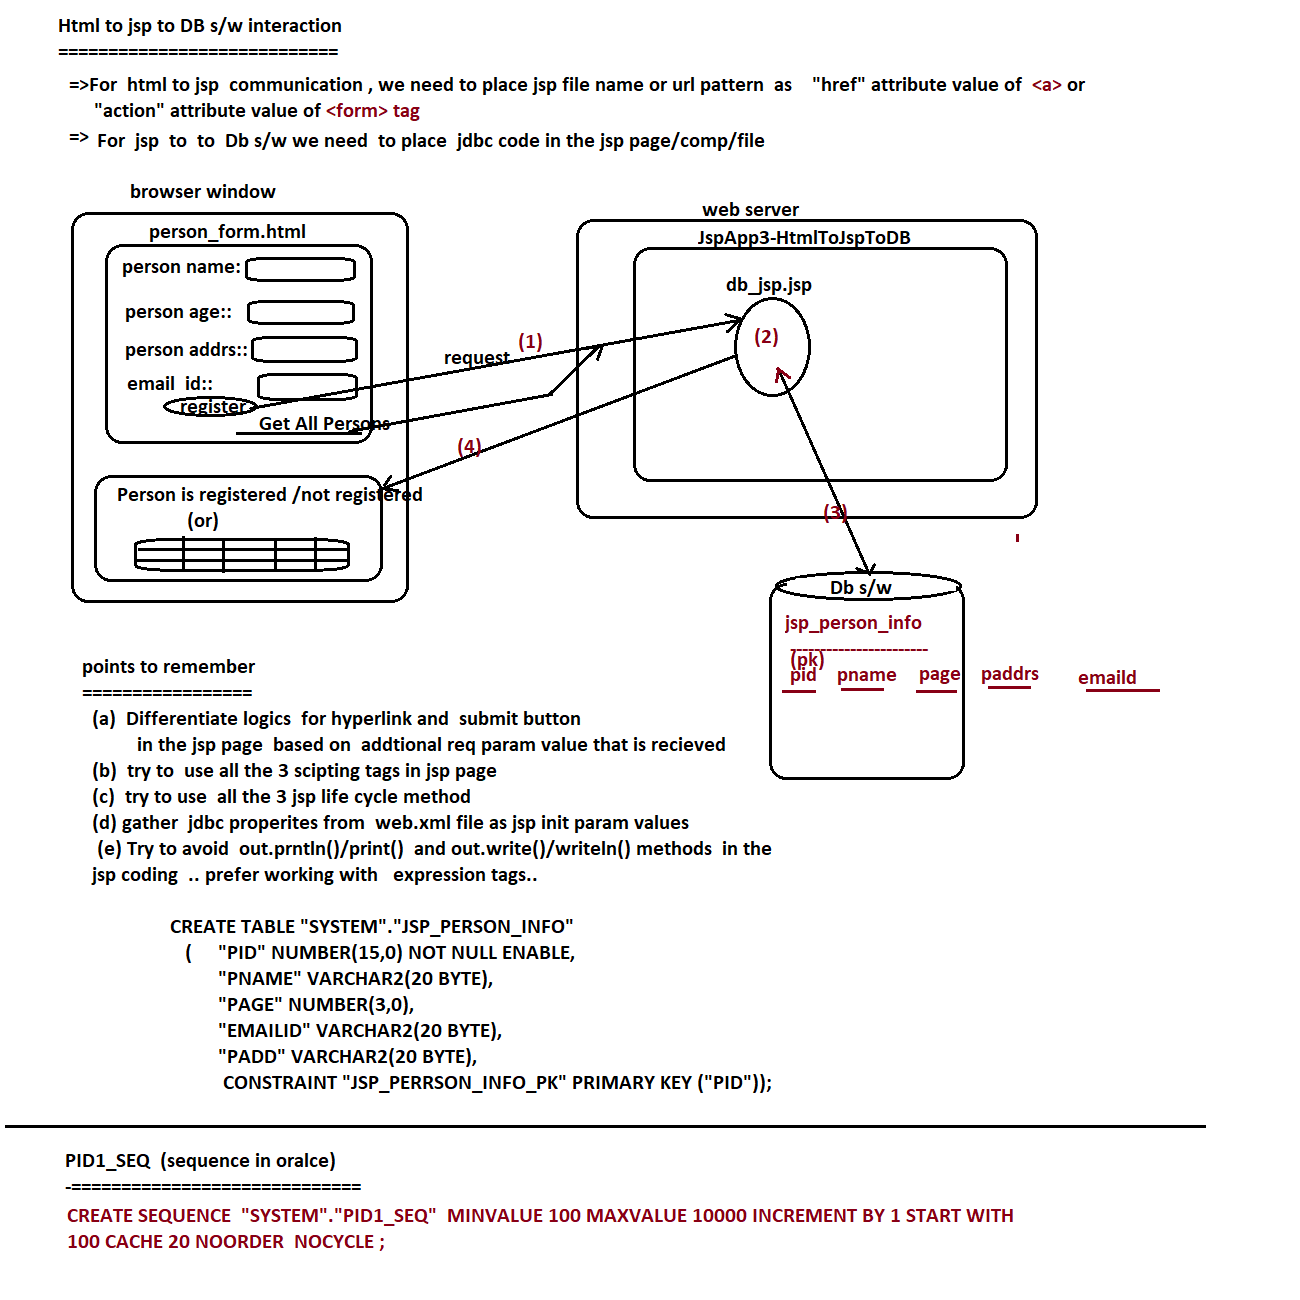 Html to jsp to DB s/w interaction
============================
=>For html to jsp communication , we need to place jsp file name or url pattern as "href" attribute value of <a> or
"action" attribute value of <form> tag
=> For jsp to to Db s/w we need to place jdbc code in the jsp page/comp/file
browser window
web server
person_form.html
JspApp3-HtmlToJspToDB
person name:
db_jsp.jsp
person age::
(1)
(2)
person addrs::
request
email id::
register
Get All Persons
(4)
Person is registered /not registered
(or)
(3)
Db s/w
jsp_person_info
-----------------------
(pk)
pid pname page paddrs emaild
points to remember
=================
(a) Differentiate logics for hyperlink and submit button
in the jsp page based on addtional req param value that is recieved
(b) try to use all the 3 scipting tags in jsp page
(c) try to use all the 3 jsp life cycle method
(d) gather jdbc properites from web.xml file as jsp init param values
(e) Try to avoid out.prntln()/print() and out.write()/writeln() methods in the
jsp coding .. prefer working with expression tags..
CREATE TABLE "SYSTEM"."JSP_PERSON_INFO"
( "PID" NUMBER(15,0) NOT NULL ENABLE,
"PNAME" VARCHAR2(20 BYTE),
"PAGE" NUMBER(3,0),
"EMAILID" VARCHAR2(20 BYTE),
"PADD" VARCHAR2(20 BYTE),
CONSTRAINT "JSP_PERRSON_INFO_PK" PRIMARY KEY ("PID"));
PID1_SEQ (sequence in oralce)
-=============================
CREATE SEQUENCE "SYSTEM"."PID1_SEQ" MINVALUE 100 MAXVALUE 10000 INCREMENT BY 1 START WITH
100 CACHE 20 NOORDER NOCYCLE ;